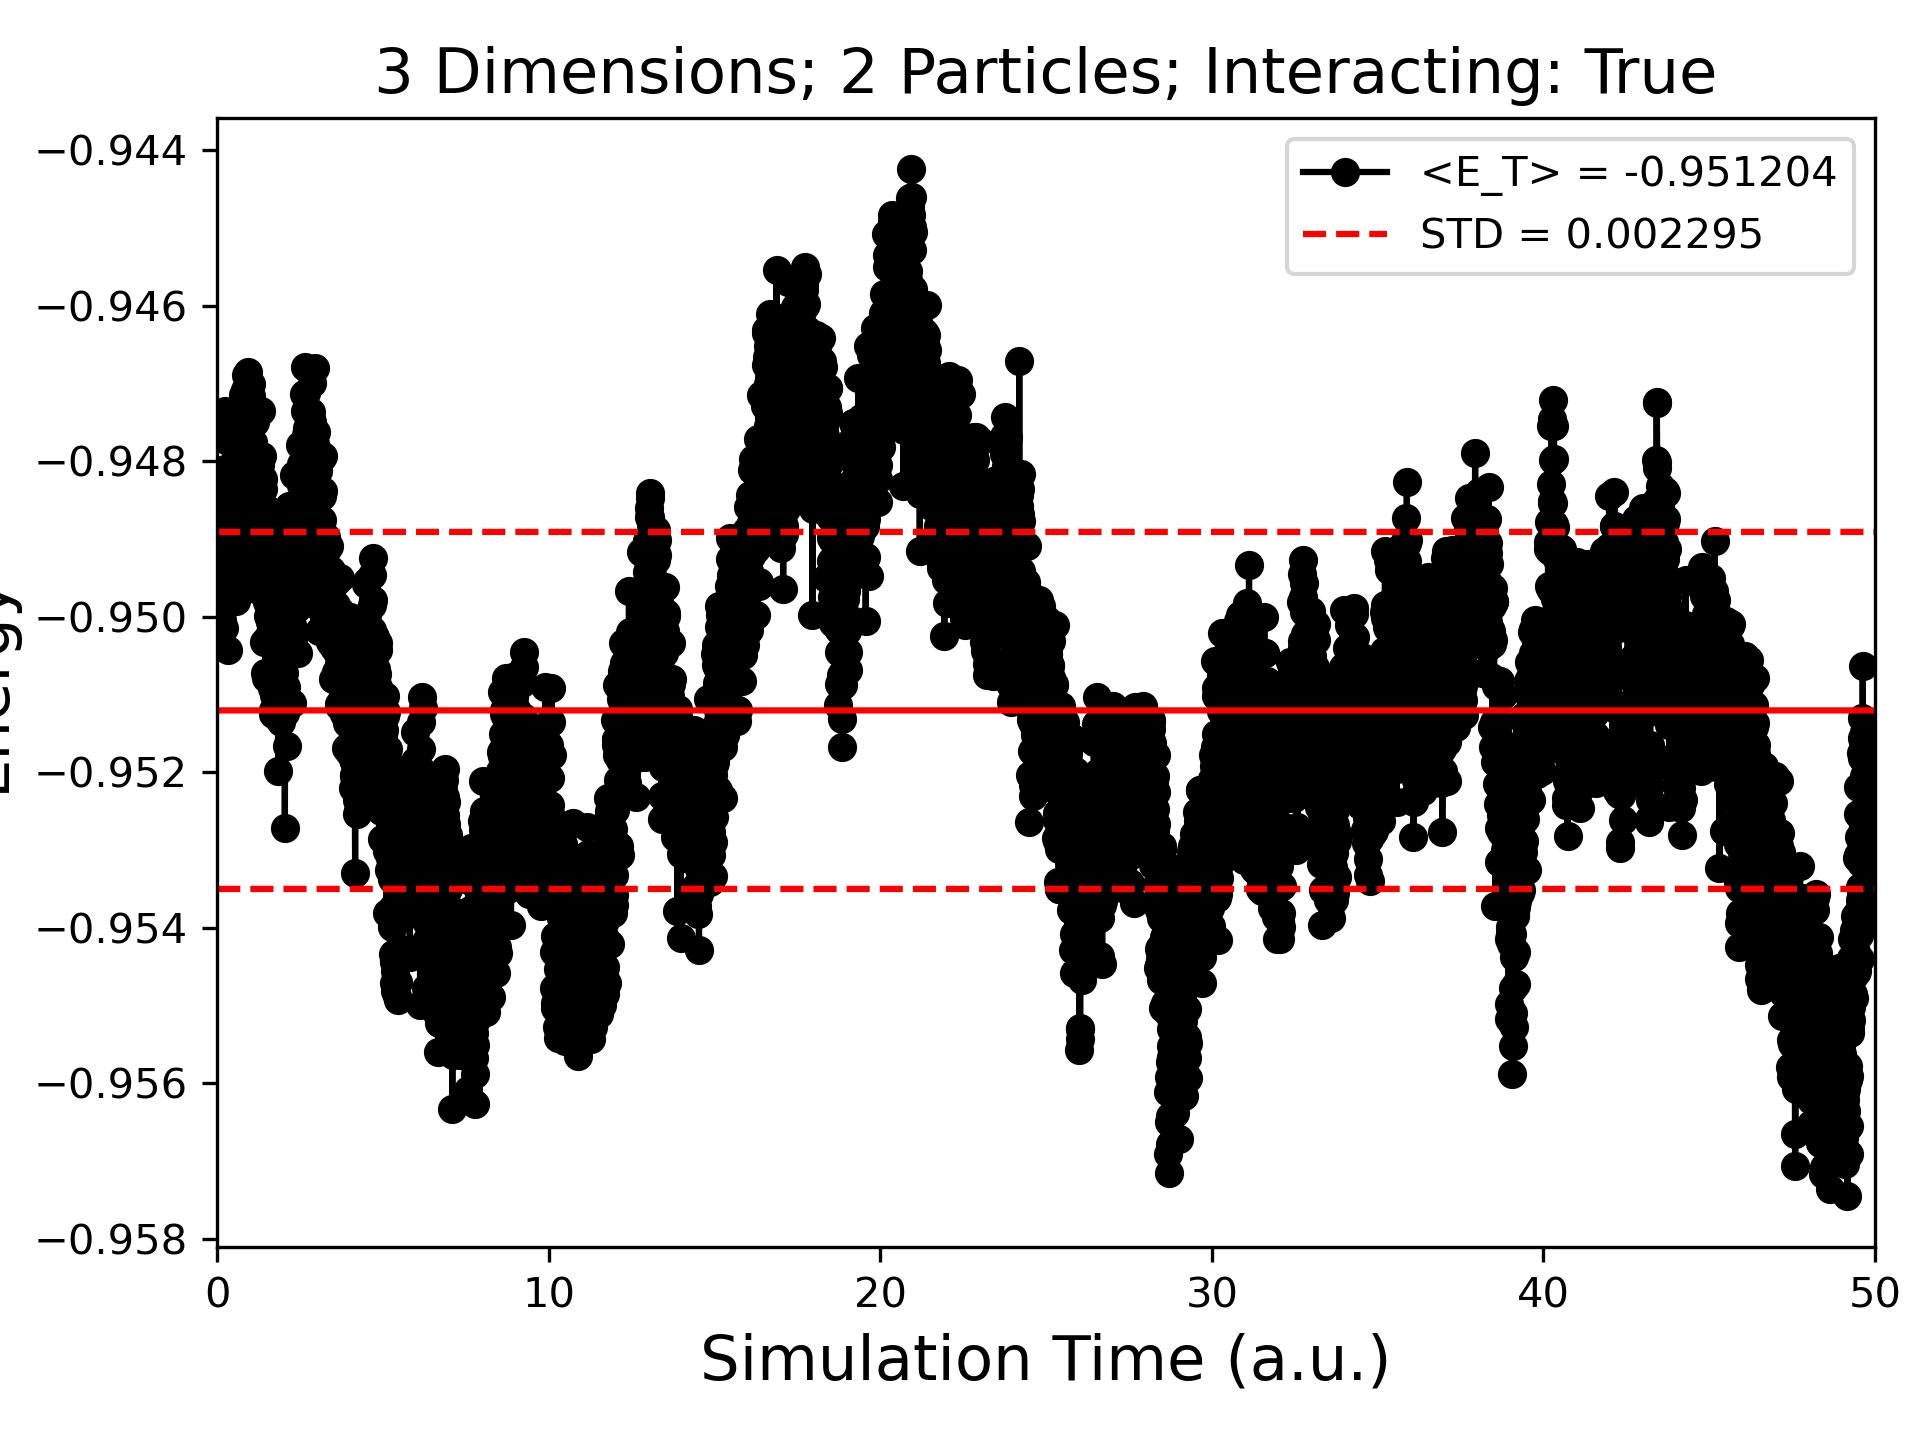 3 Dimensions; 2 Particles; Interacting: True
<E_T> = -0.951204
STD = 0.002295
−0.944
−0.946
−0.948
−0.950
−0.952
−0.954
−0.956
−0.958
Energy
0 10 20 30 40 50
Simulation Time (a.u.)